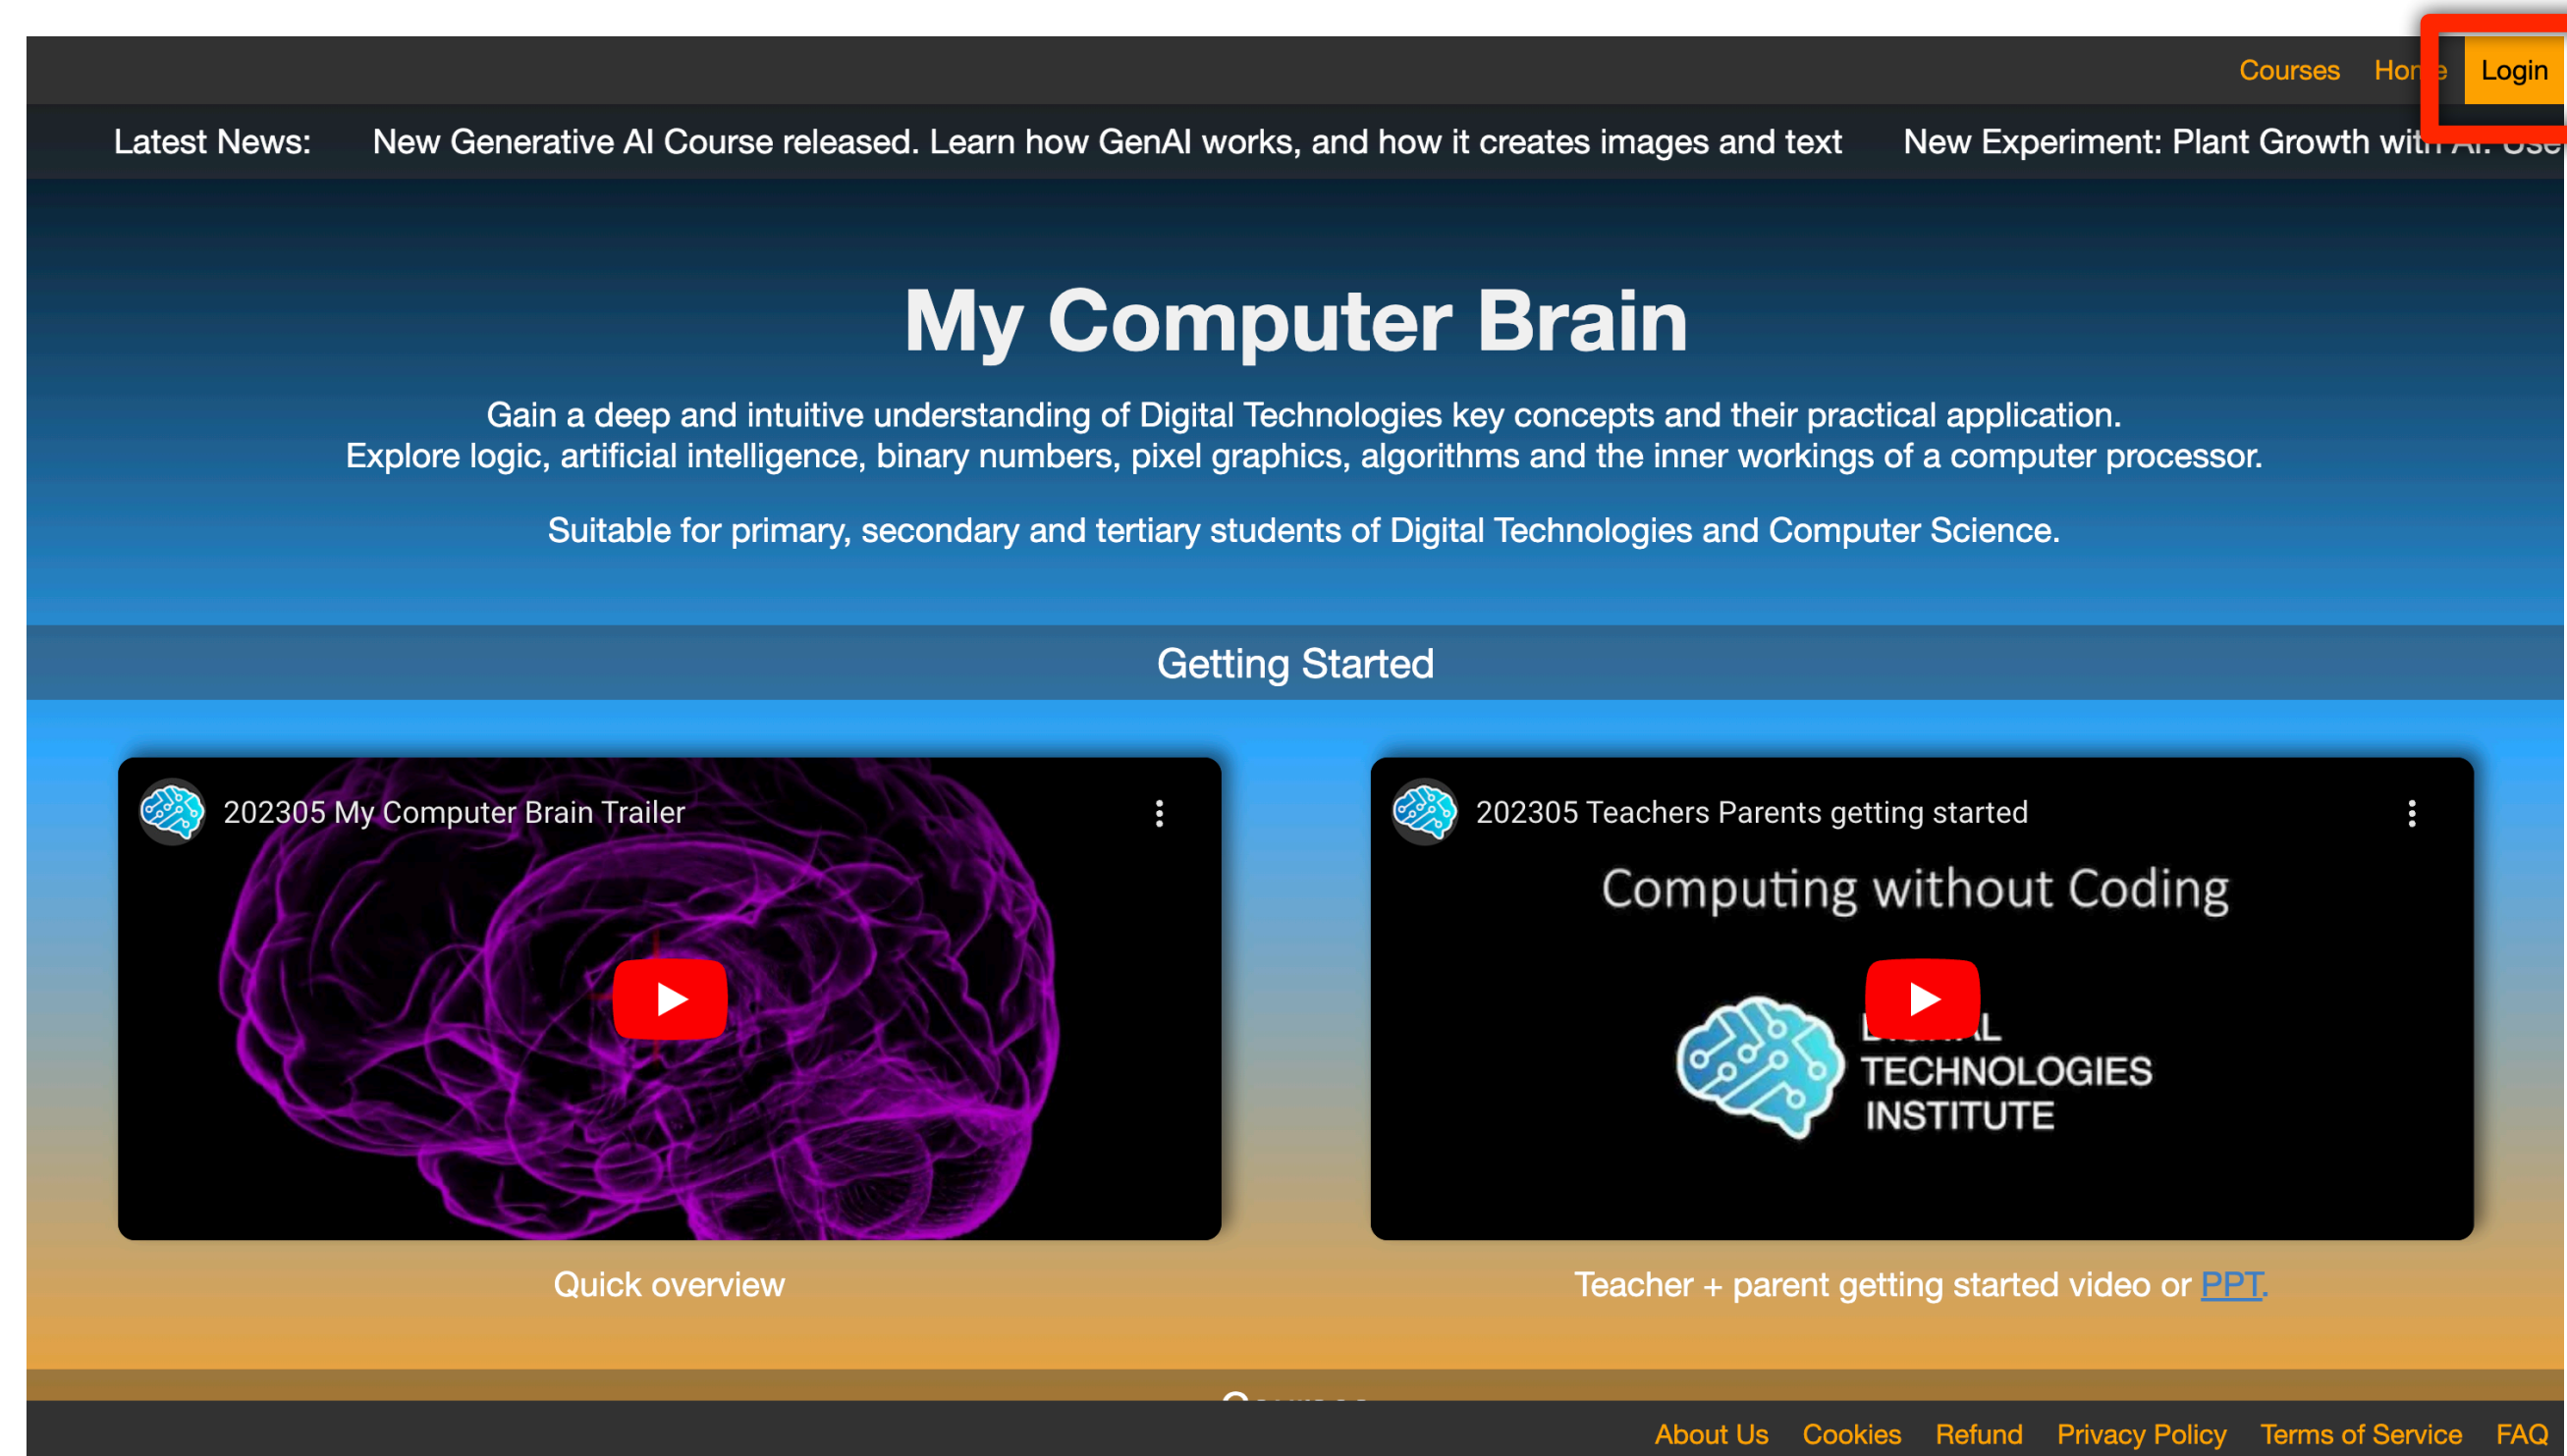 Courses Home Login
Latest News: New Generative AI Course released. Learn how GenAI works, and how it creates images and text New Experiment: Plant Growth with AI. Use
My Computer Brain
Gain a deep and intuitive understanding of Digital Technologies key concepts and their practical application.
Explore logic, artificial intelligence, binary numbers, pixel graphics, algorithms and the inner workings of a computer processor.
Suitable for primary, secondary and tertiary students of Digital Technologies and Computer Science.
Getting Started
202305 My Computer Brain Trailer
202305 Teachers Parents getting started
Computing without Coding
TECHNOLOGIES
INSTITUTE
Quick overview
Teacher + parent getting started video or PPT.
About Us Cookies Refund Privacy Policy Terms of Service FAQ